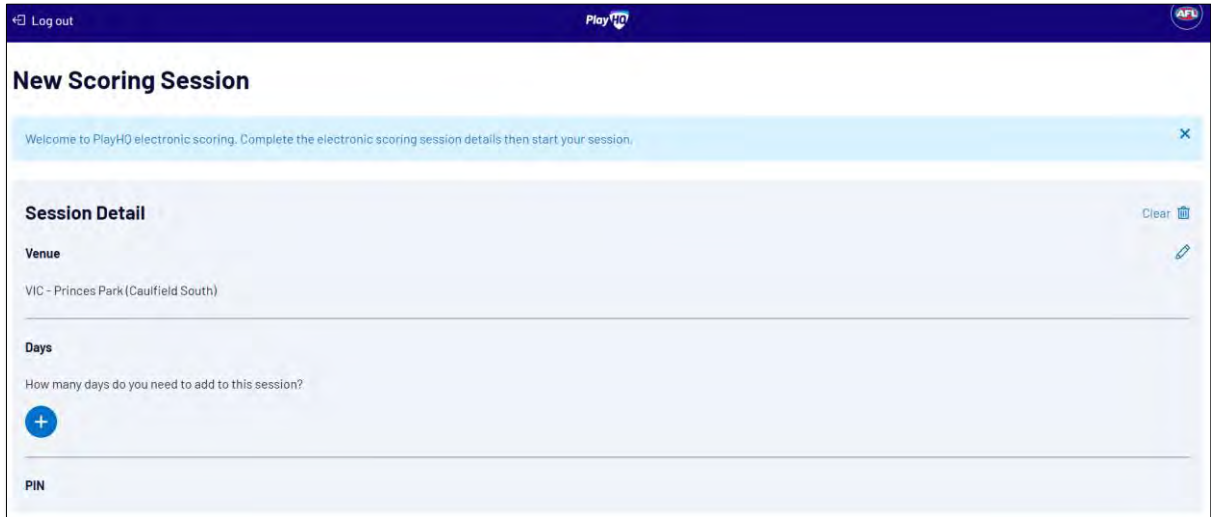 Log out
PlayHQ
AFL
New Scoring Session
Welcome to PlayHQ electronic scoring. Complete the electronic scoring session details then start your session.
Session Detail
Clear
Venue
VIC - Princes Park (Caulfield South)
Days
How many days do you need to add to this session?
PIN